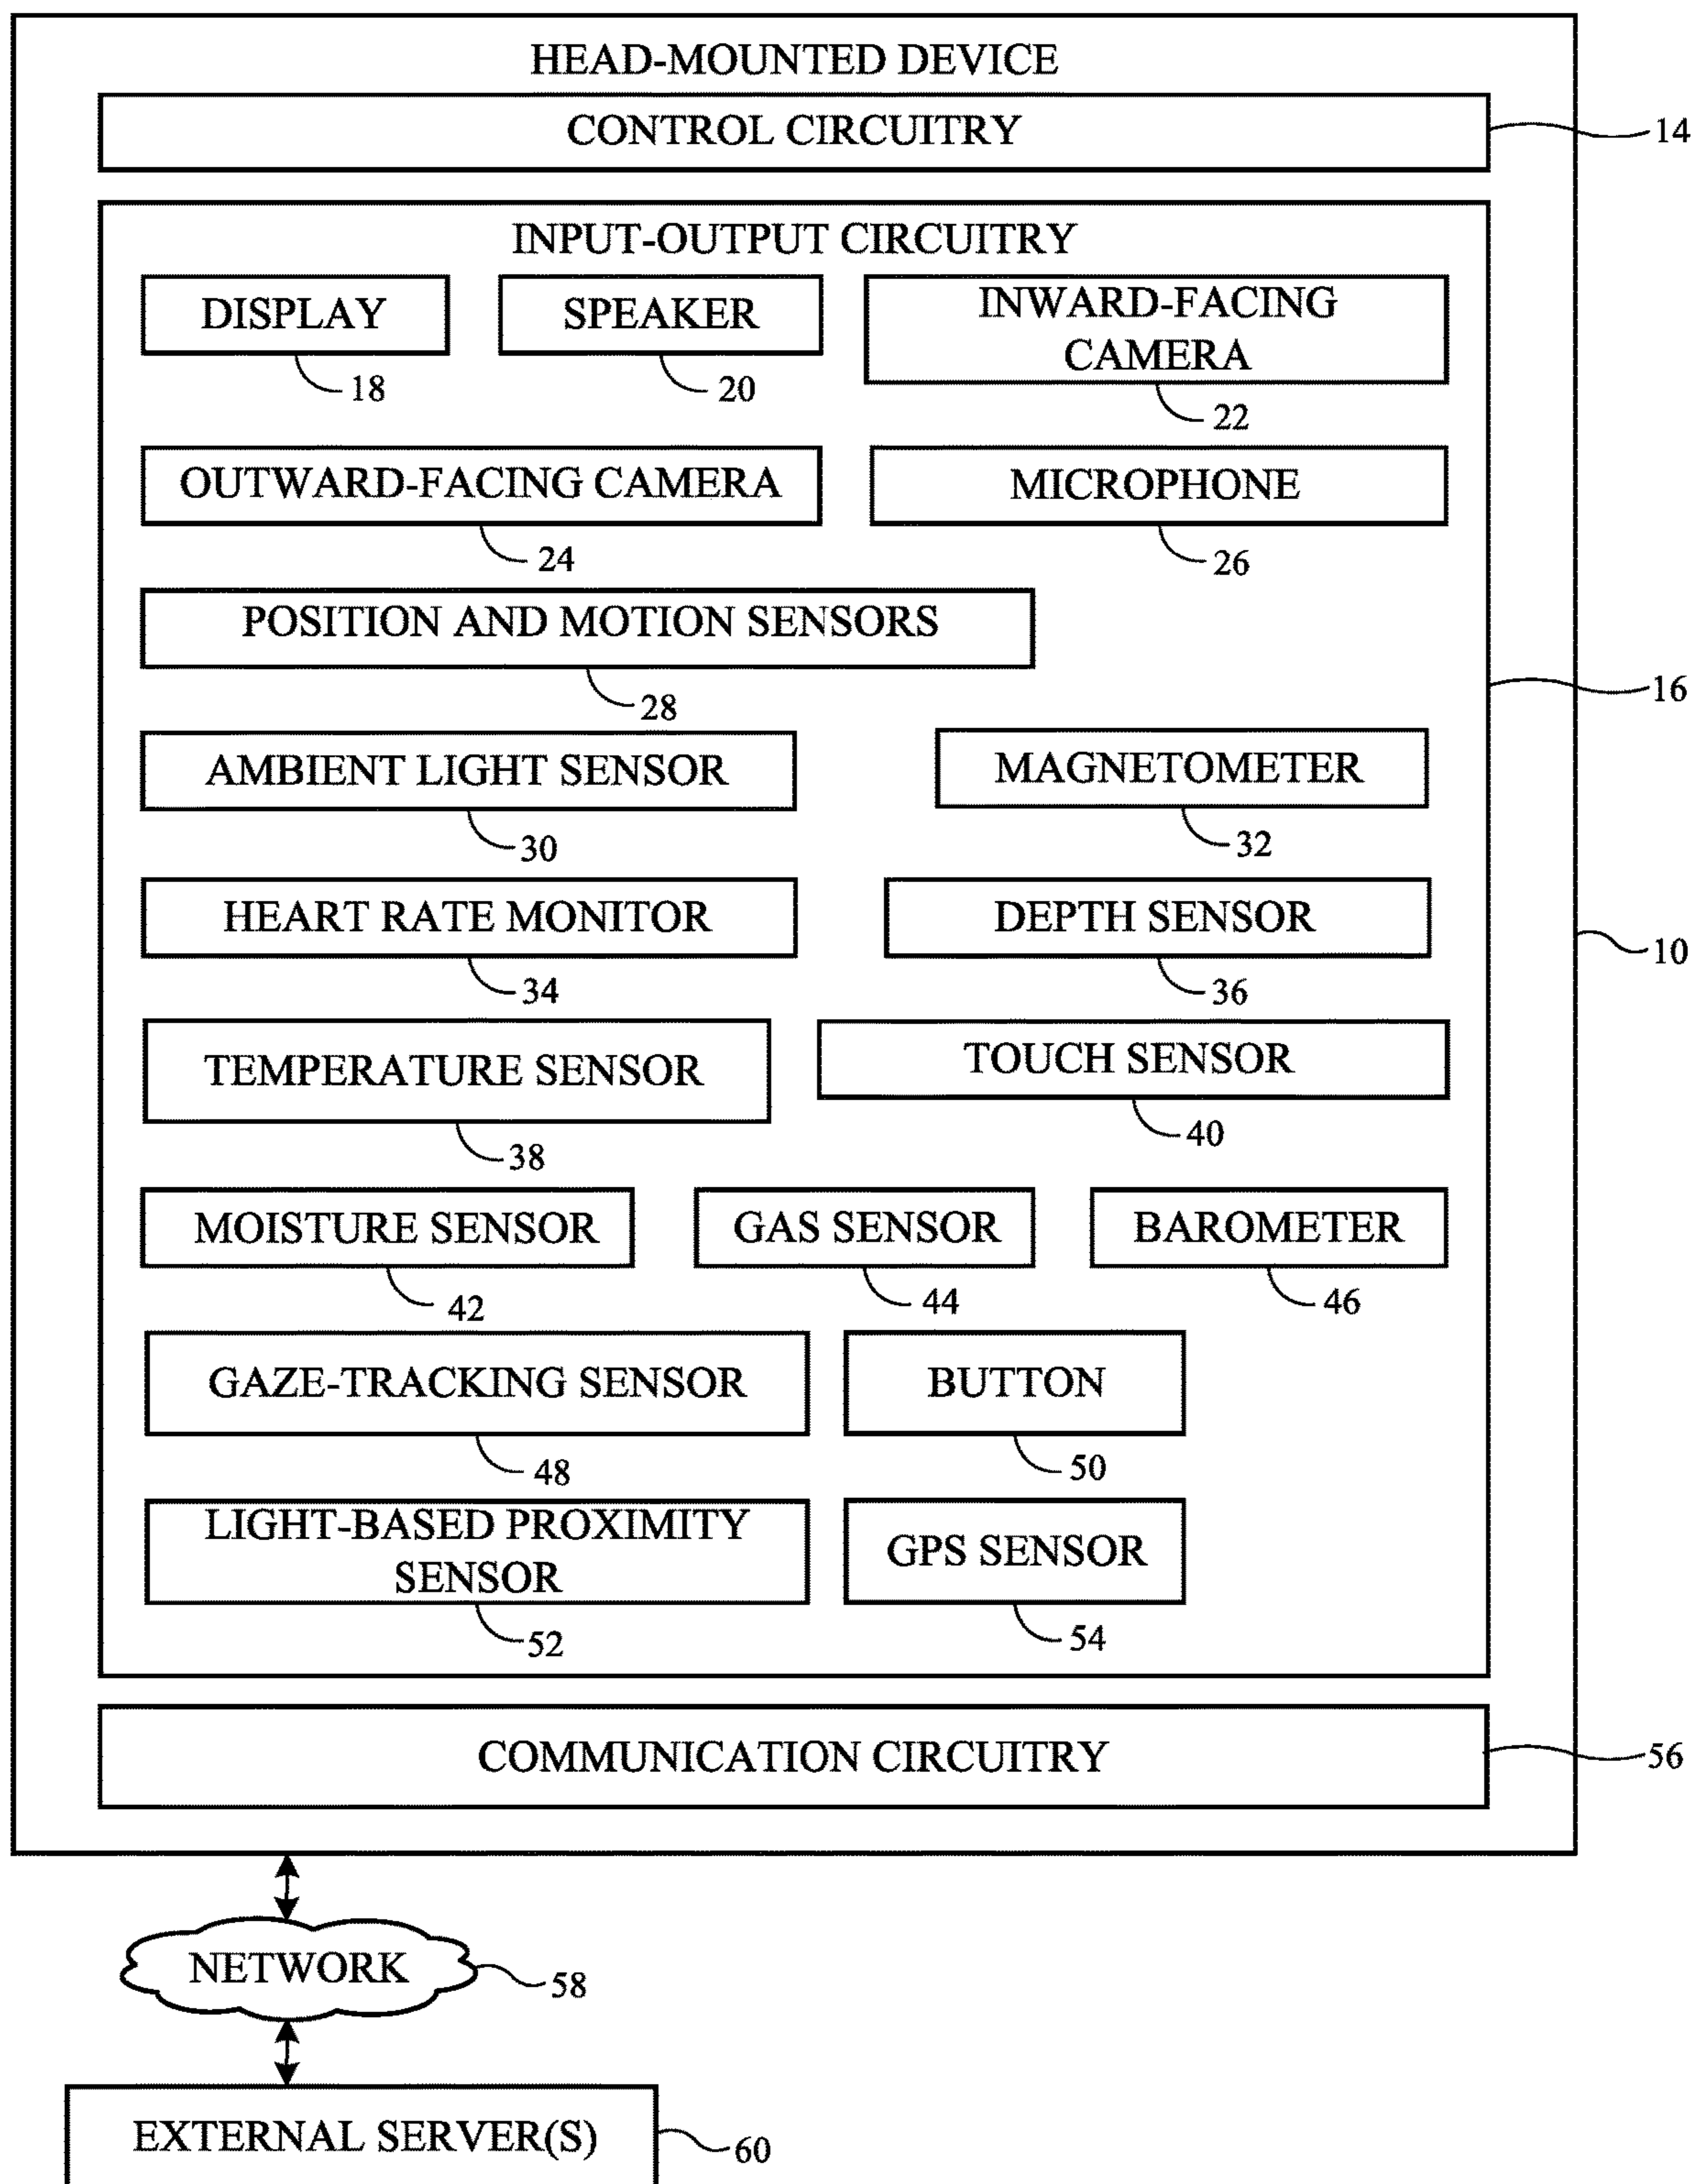 HEAD-MOUNTED DEVICE
CONTROL CIRCUITRY
14
INPUT-OUTPUT CIRCUITRY
DISPLAY
18
SPEAKER
20
INWARD-FACING
CAMERA
22
OUTWARD-FACING CAMERA
24
MICROPHONE
26
POSITION AND MOTION SENSORS
28
16
AMBIENT LIGHT SENSOR
30
MAGNETOMETER
32
HEART RATE MONITOR
34
DEPTH SENSOR
36
10
TEMPERATURE SENSOR
38
TOUCH SENSOR
40
MOISTURE SENSOR
42
GAS SENSOR
44
BAROMETER
46
GAZE-TRACKING SENSOR
48
BUTTON
50
LIGHT-BASED PROXIMITY
SENSOR
52
GPS SENSOR
54
COMMUNICATION CIRCUITRY
56
NETWORK
58
EXTERNAL SERVER(S)
60